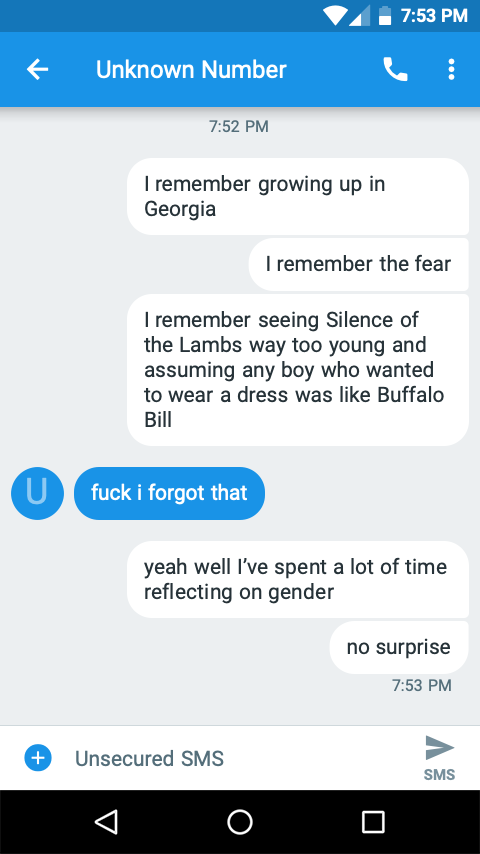 7:53 PM
Unknown Number
7:52 PM
I remember growing up in
Georgia
I remember the fear
I remember seeing Silence of
the Lambs way too young and
assuming any boy who wanted
to wear a dress was like Buffalo
Bill
U
fuck i forgot that
yeah well I’ve spent a lot of time
reflecting on gender
no surprise
7:53 PM
Unsecured SMS
SMS